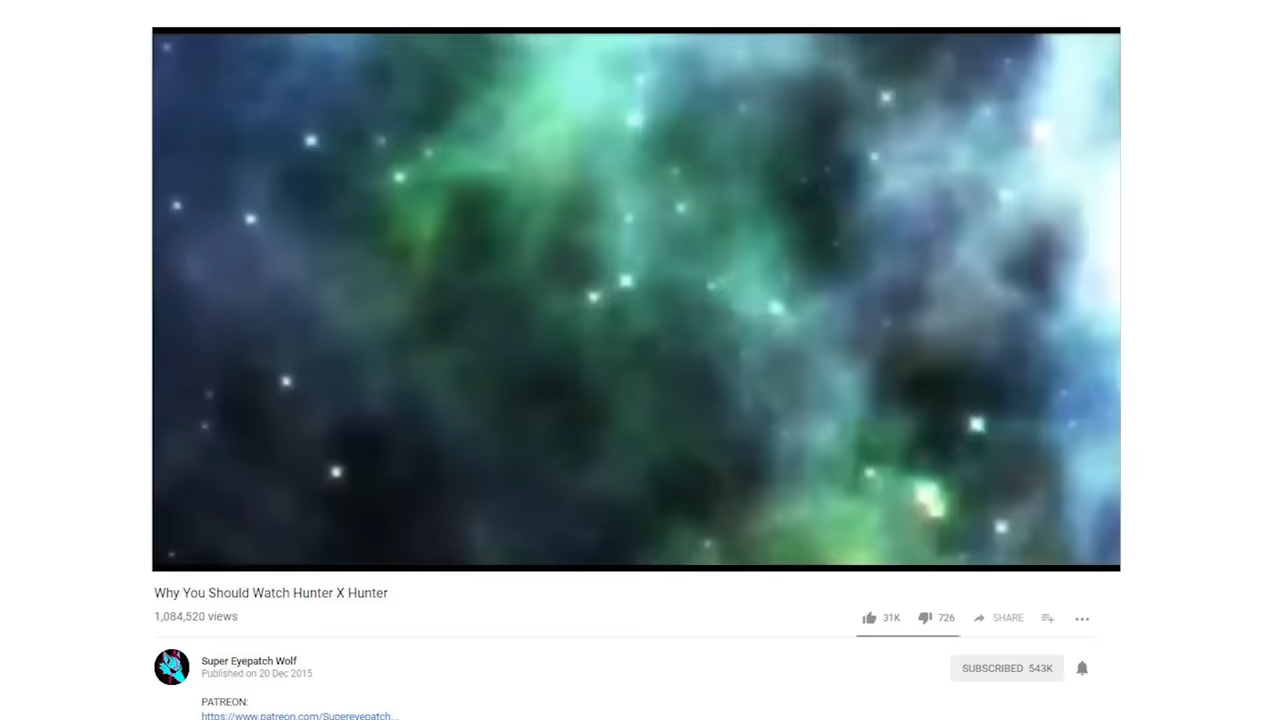 Why You Should Watch Hunter X Hunter
1,084,520 views
31K 726 SHARE
Super Eyepatch Wolf
Published on 20 Dec 2015
SUBSCRIBED 543K
PATREON:
https://www.patreon.com/Supereyepatch...